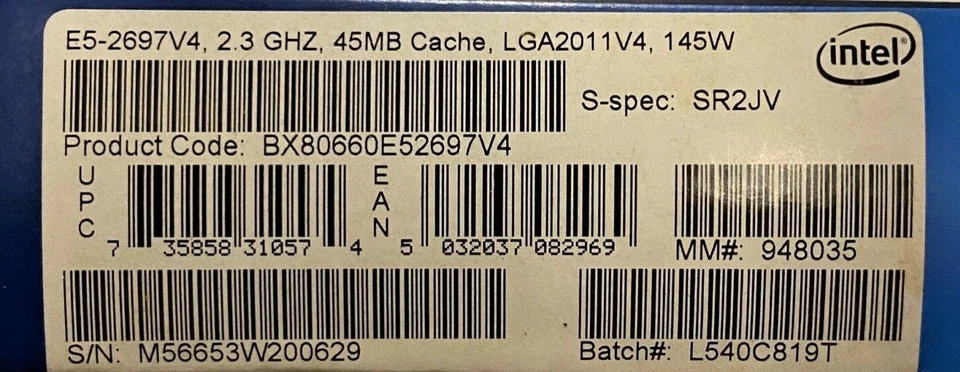 E5-2697V4, 2.3 GHZ, 45MB Cache, LGA2011V4, 145W
intel®
S-spec: SR2JV
Product Code: BX80660E52697V4
UPC
7 35858 31057 4
EAN
5 032037 082969
MM#: 948035
S/N: M56653W200629
Batch#: L540C819T